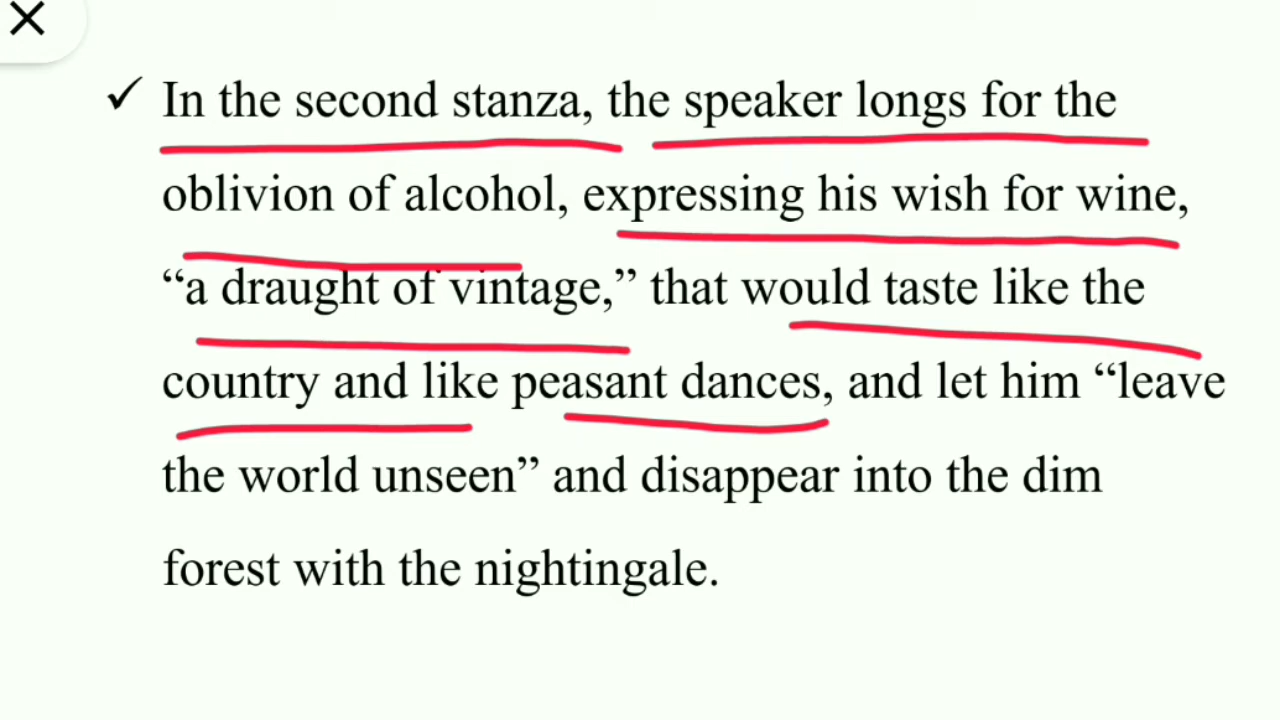 ✓ In the second stanza, the speaker longs for the
oblivion of alcohol, expressing his wish for wine,
“a draught of vintage,” that would taste like the
country and like peasant dances, and let him “leave
the world unseen” and disappear into the dim
forest with the nightingale.